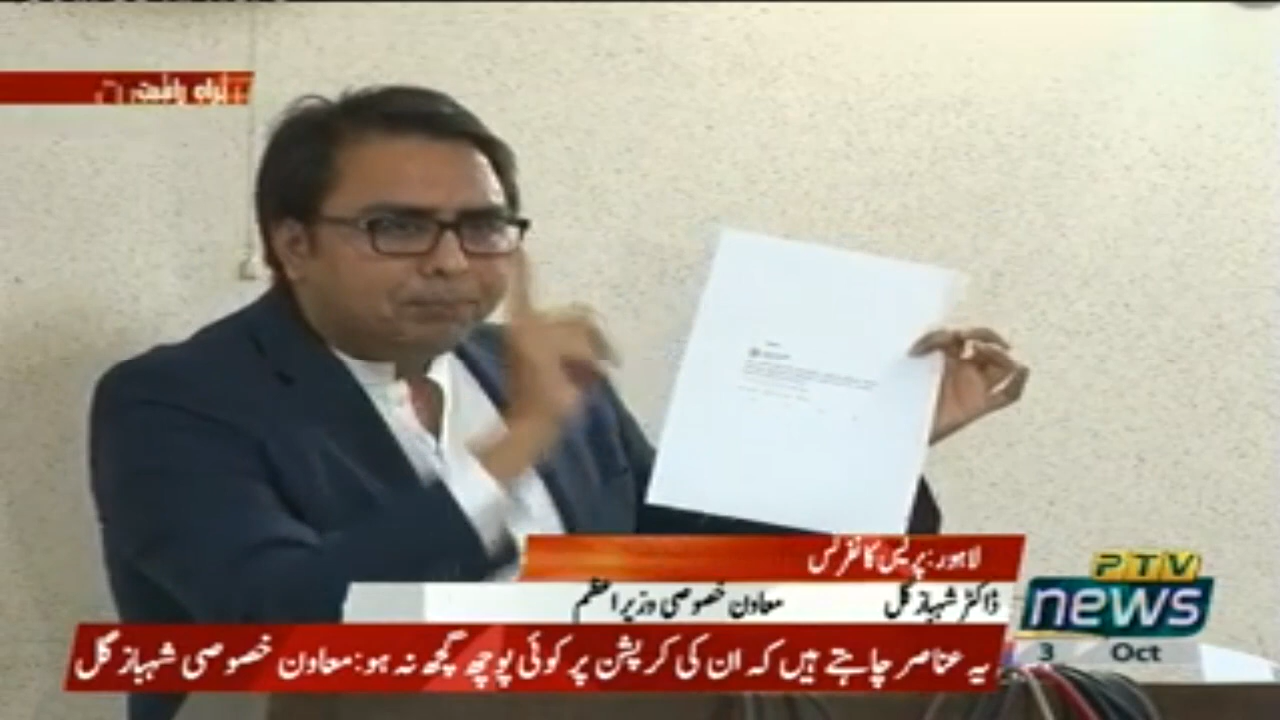 براہ راست
لاہور: پریس کانفرنس
ڈاکٹر شہباز گل معاون خصوصی وزیراعظم
یہ عناصر چاہتے ہیں کہ ان کی کرپشن پر کوئی پوچھ گچھ نہ ہو: معاون خصوصی شہباز گل
PTV
news
3 Oct